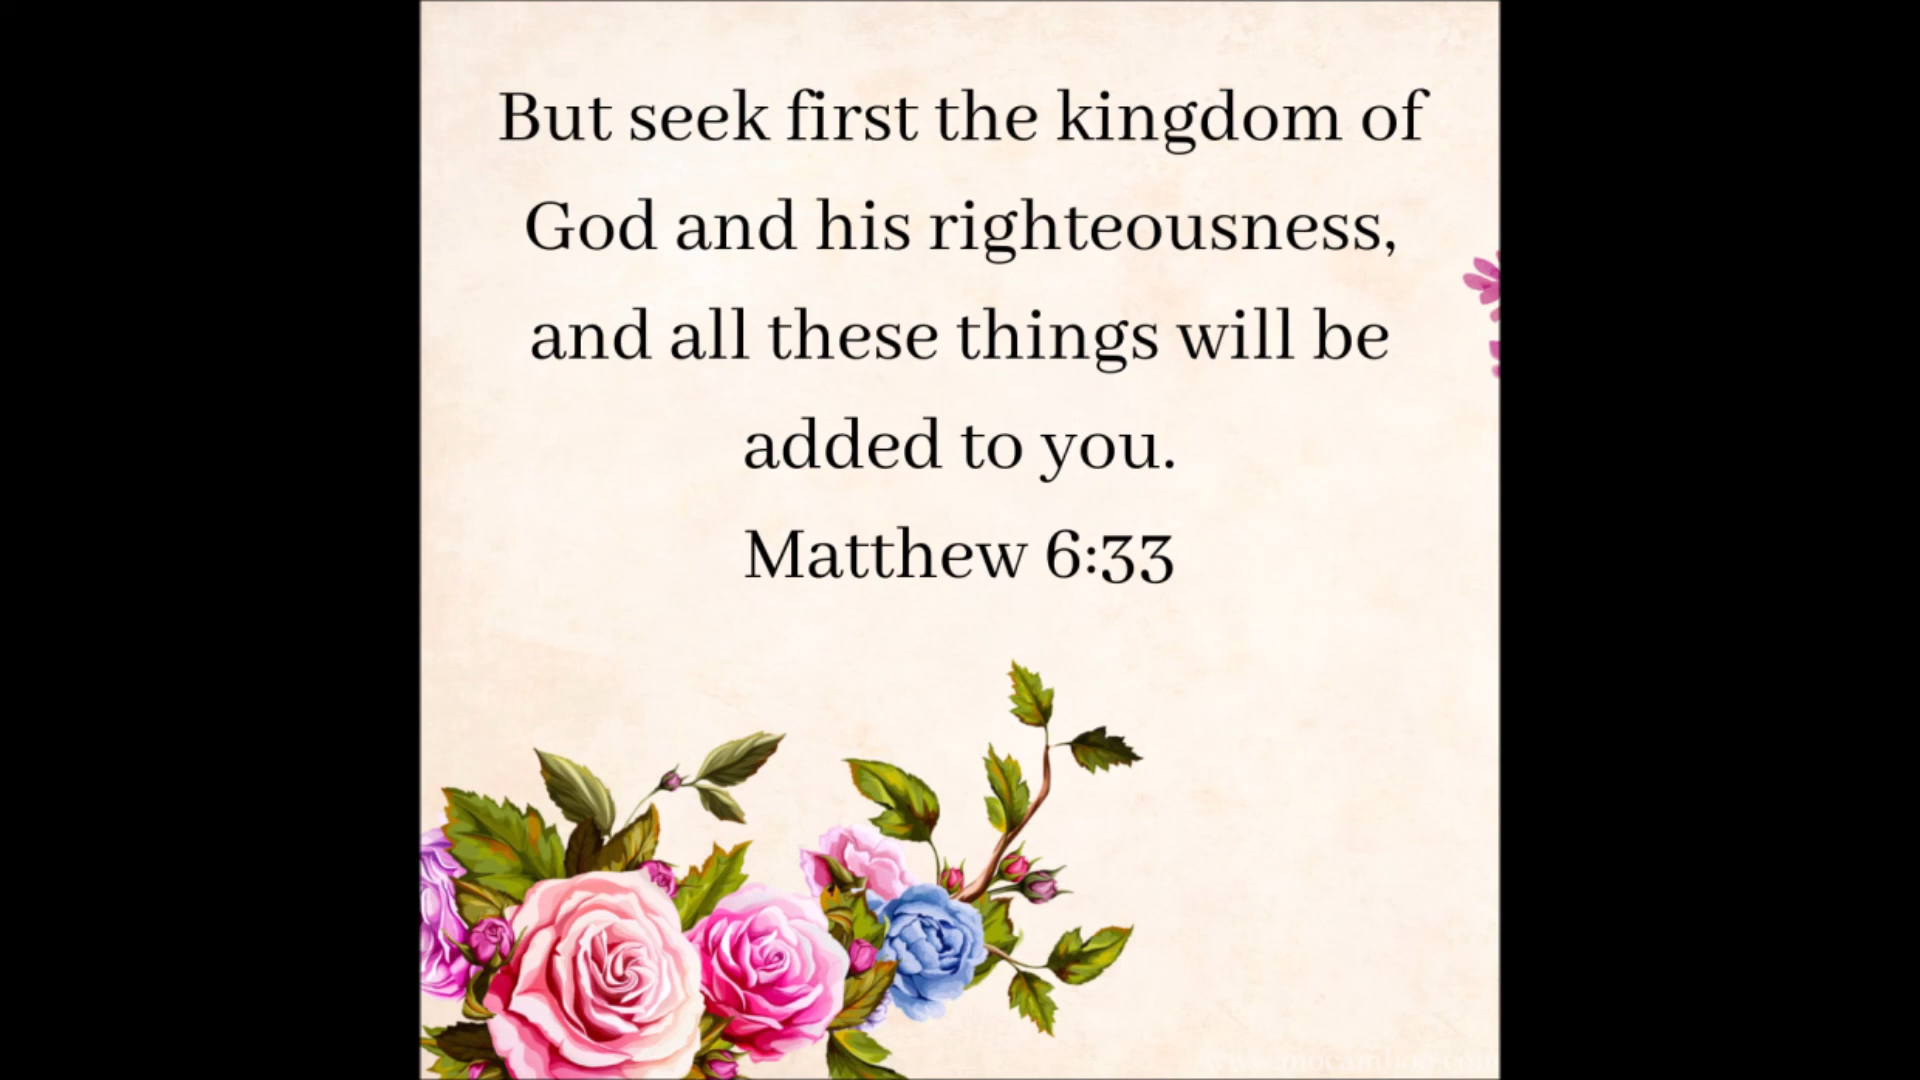 But seek first the kingdom of
God and his righteousness,
and all these things will be
added to you.
Matthew 6:33